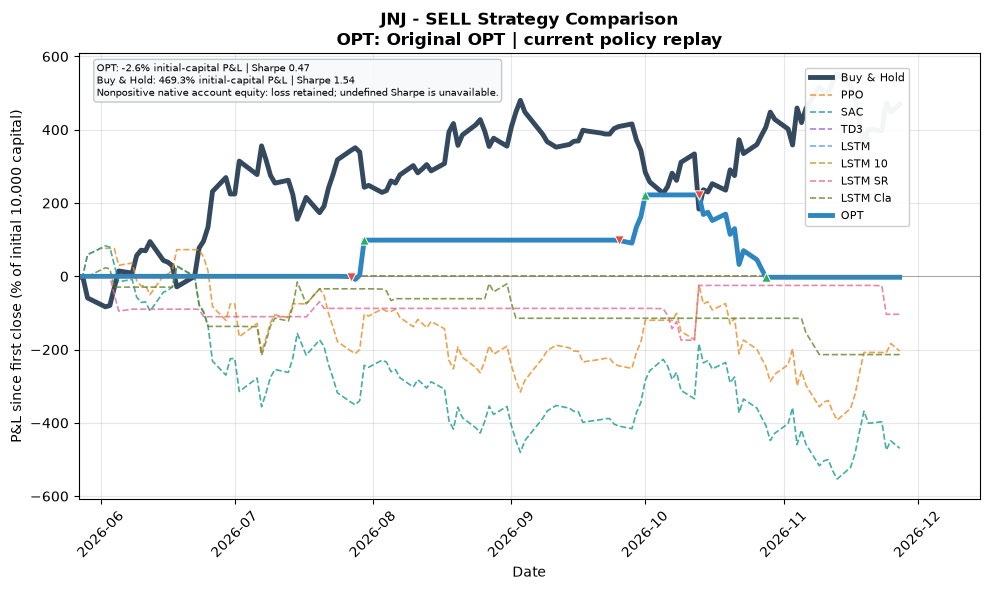 JNJ - SELL Strategy Comparison
OPT: Original OPT | current policy replay
OPT: -2.6% initial-capital P&L | Sharpe 0.47
Buy & Hold: 469.3% initial-capital P&L | Sharpe 1.54
Nonpositive native account equity: loss retained; undefined Sharpe is unavailable.
Buy & Hold
PPO
SAC
TD3
LSTM
LSTM 10
LSTM SR
LSTM Cla
OPT
P&L since first close (% of initial 10,000 capital)
600
400
200
0
−200
−400
−600
2026-06
2026-07
2026-08
2026-09
2026-10
2026-11
2026-12
Date